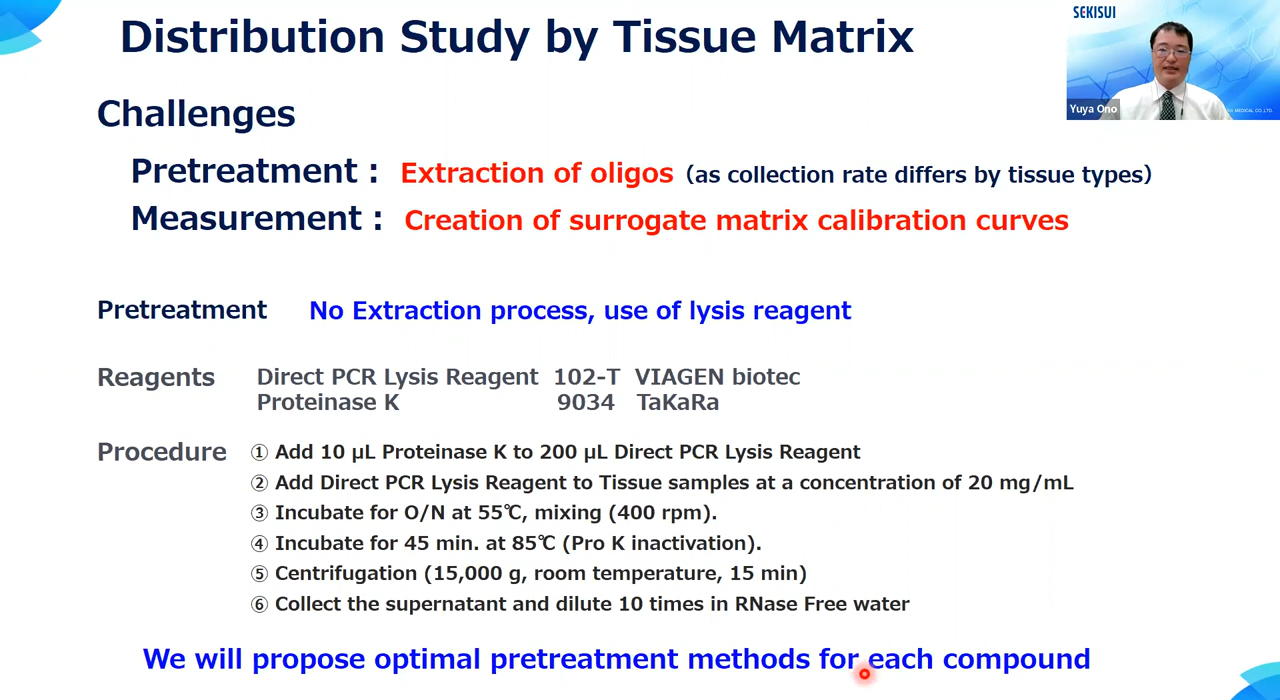 Distribution Study by Tissue Matrix
SEKISUI
Yuya Ono
MEDICAL CO.,LTD.
Challenges
Pretreatment : Extraction of oligos (as collection rate differs by tissue types)
Measurement : Creation of surrogate matrix calibration curves
Pretreatment No Extraction process, use of lysis reagent
Reagents Direct PCR Lysis Reagent 102-T VIAGEN biotec
Proteinase K 9034 TaKaRa
Procedure ① Add 10 µL Proteinase K to 200 µL Direct PCR Lysis Reagent
② Add Direct PCR Lysis Reagent to Tissue samples at a concentration of 20 mg/mL
③ Incubate for O/N at 55℃, mixing (400 rpm).
④ Incubate for 45 min. at 85℃ (Pro K inactivation).
⑤ Centrifugation (15,000 g, room temperature, 15 min)
⑥ Collect the supernatant and dilute 10 times in RNase Free water
We will propose optimal pretreatment methods for each compound